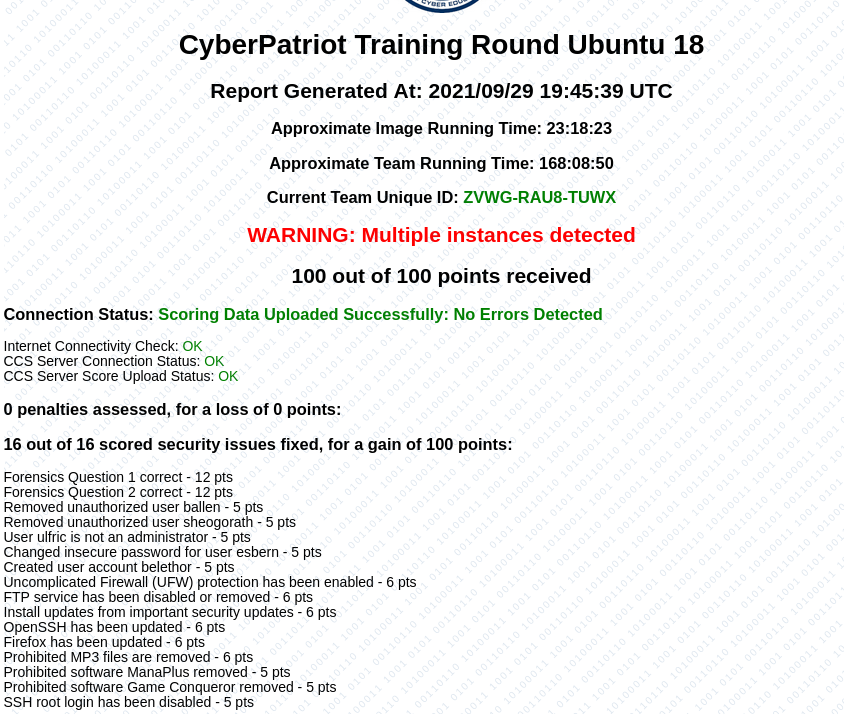 CYBER EDU
CyberPatriot Training Round Ubuntu 18
Report Generated At: 2021/09/29 19:45:39 UTC
Approximate Image Running Time: 23:18:23
Approximate Team Running Time: 168:08:50
Current Team Unique ID: ZVWG-RAU8-TUWX
WARNING: Multiple instances detected
100 out of 100 points received
Connection Status: Scoring Data Uploaded Successfully: No Errors Detected
Internet Connectivity Check: OK
CCS Server Connection Status: OK
CCS Server Score Upload Status: OK
0 penalties assessed, for a loss of 0 points:
16 out of 16 scored security issues fixed, for a gain of 100 points:
Forensics Question 1 correct - 12 pts
Forensics Question 2 correct - 12 pts
Removed unauthorized user ballen - 5 pts
Removed unauthorized user sheogorath - 5 pts
User ulfric is not an administrator - 5 pts
Changed insecure password for user esbern - 5 pts
Created user account belethor - 5 pts
Uncomplicated Firewall (UFW) protection has been enabled - 6 pts
FTP service has been disabled or removed - 6 pts
Install updates from important security updates - 6 pts
OpenSSH has been updated - 6 pts
Firefox has been updated - 6 pts
Prohibited MP3 files are removed - 6 pts
Prohibited software ManaPlus removed - 5 pts
Prohibited software Game Conqueror removed - 5 pts
SSH root login has been disabled - 5 pts